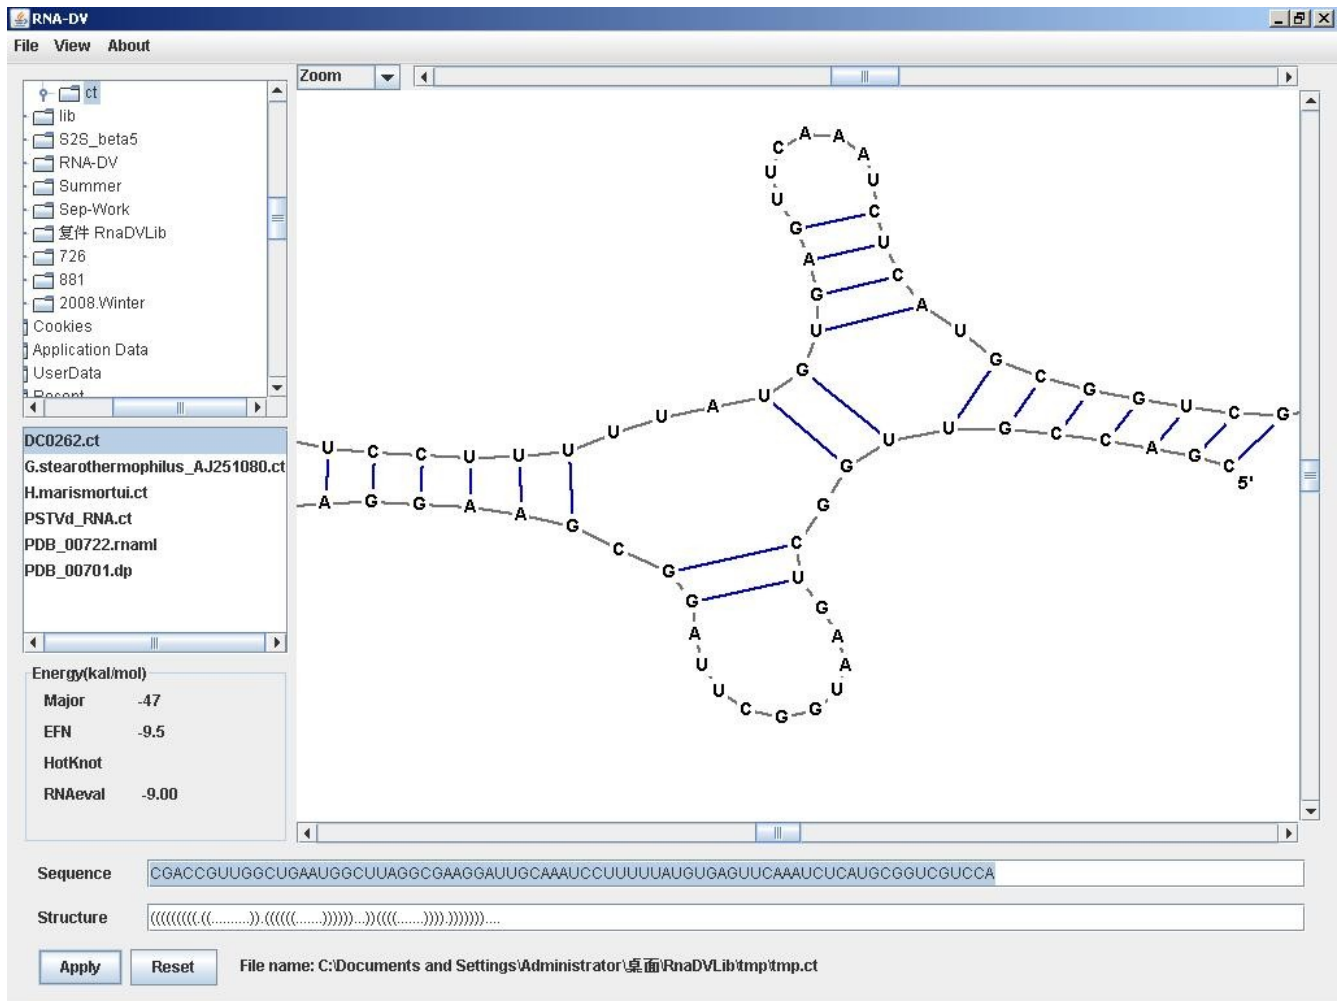 RNA-DV
File View About
Zoom
ct
lib
S2S_beta5
RNA-DV
Summer
Sep-Work
复件 RnaDVLib
726
881
2008.Winter
Cookies
Application Data
UserData
Recent
DC0262.ct
G.stearothermophilus_AJ251080.ct
H.marismortui.ct
PSTVd_RNA.ct
PDB_00722.rnaml
PDB_00701.dp
Energy(kal/mol)
Major -47
EFN -9.5
HotKnot
RNAeval -9.00
C A A A
U U
U C
G U
A C
G A
U U
G G C G G U C G
U C C U U U U U A U
U U G C C A G C
5'
G
A G G A A G C G
G
C
G U
A G
U A
U A
C G G U
Sequence CGACCGUUGGCUGAAUGGCUUAGGCGAAGGAUUGCAAAUCCUUUUUAUGUGAGUUCAAAUCUCAUGCGGUCGUCCA
Structure (((((((((.((.........)).((((((.......))))))...))((((.......)))).)))))))....
Apply Reset File name: C:\Documents and Settings\Administrator\桌面\RnaDVLib\tmp\tmp.ct